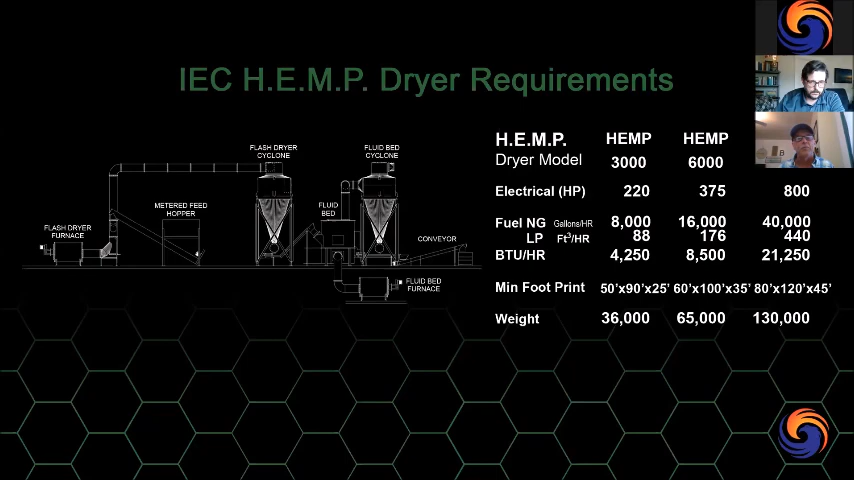 IEC H.E.M.P. Dryer Requirements
FLASH DRYER
CYCLONE
FLUID BED
CYCLONE
METERED FEED
HOPPER
FLUID
BED
FLASH DRYER
FURNACE
CONVEYOR
FLUID BED
FURNACE
H.E.M.P. HEMP HEMP
Dryer Model 3000 6000
Electrical (HP) 220 375 800
Fuel NG Gallons/HR 8,000 16,000 40,000
LP Ft³/HR 88 176 440
BTU/HR 4,250 8,500 21,250
Min Foot Print 50'x90'x25' 60'x100'x35' 80'x120'x45'
Weight 36,000 65,000 130,000